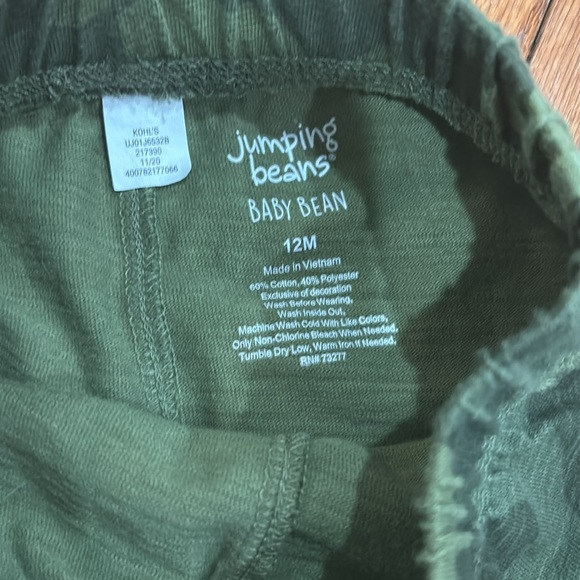 KOHL'S
UJ01J6532B
217390
11/20
400782177066
jumping
beans®
BABY BEAN
12M
Made in Vietnam
60% Cotton, 40% Polyester
Exclusive of decoration
Wash Before Wearing,
Wash Inside Out,
Machine Wash Cold With Like Colors,
Only Non-Chlorine Bleach When Needed,
Tumble Dry Low, Warm Iron If Needed,
RN# 73277